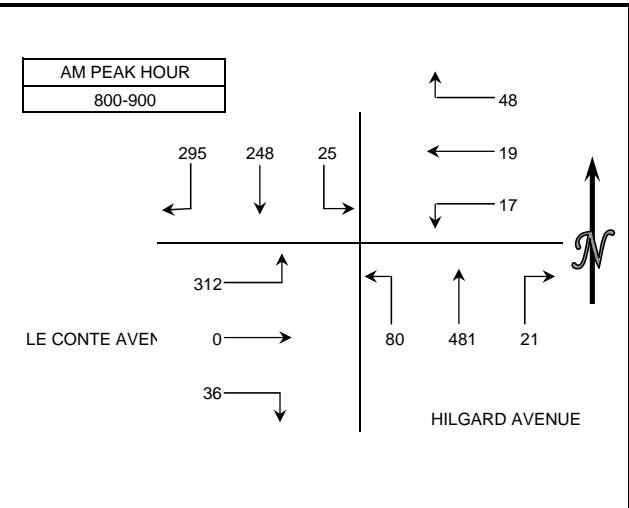 AM PEAK HOUR
800-900
48
295 248 25
19
17
N
312
LE CONTE AVEN
0
80 481 21
36
HILGARD AVENUE